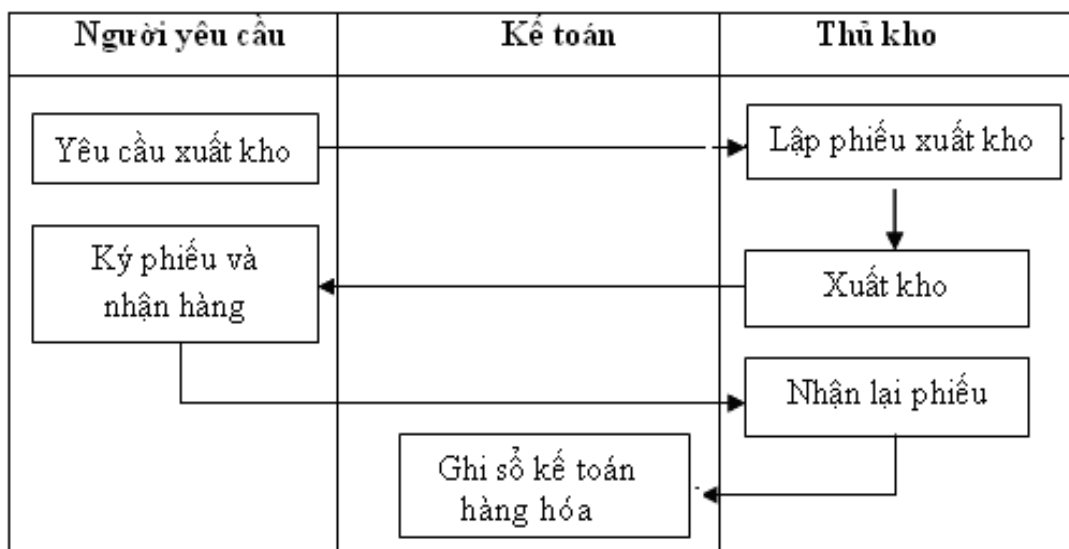 Người yêu cầu
Kế toán
Thủ kho
Yêu cầu xuất kho
Lập phiếu xuất kho
Ký phiếu và
nhận hàng
Xuất kho
Nhận lại phiếu
Ghi sổ kế toán
hàng hóa